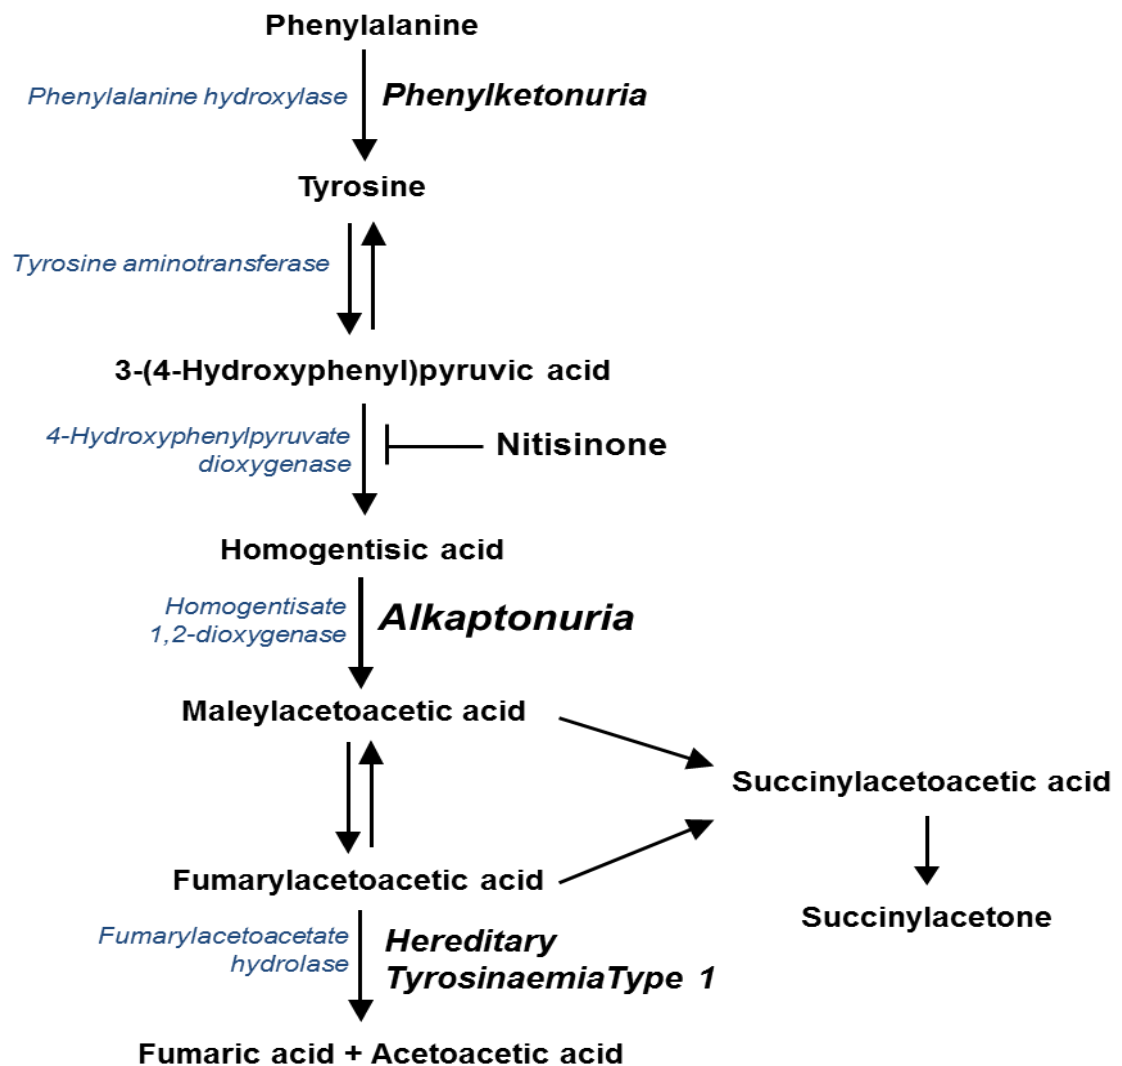 Phenylalanine
Phenylalanine hydroxylase
Phenylketonuria
Tyrosine
Tyrosine aminotransferase
3-(4-Hydroxyphenyl)pyruvic acid
4-Hydroxyphenylpyruvate
dioxygenase
Nitisinone
Homogentisic acid
Homogentisate
1,2-dioxygenase
Alkaptonuria
Maleylacetoacetic acid
Succinylacetoacetic acid
Fumarylacetoacetic acid
Succinylacetone
Fumarylacetoacetate
hydrolase
Hereditary
TyrosinaemiaType 1
Fumaric acid + Acetoacetic acid